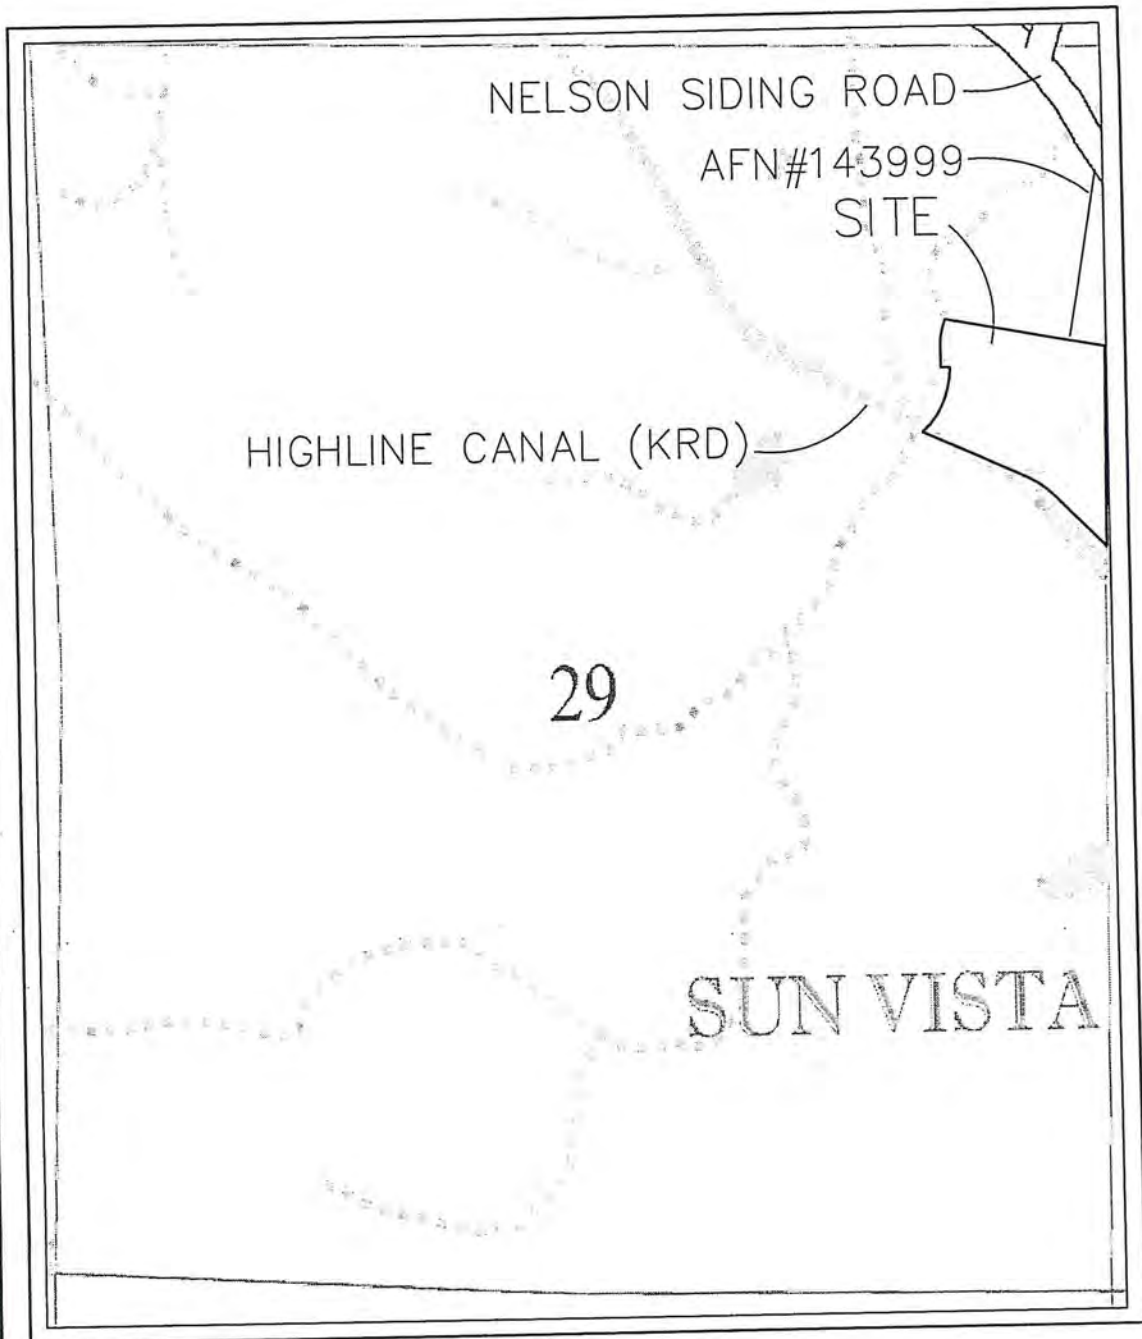 NELSON SIDING ROAD
AFN#143999
SITE
HIGHLINE CANAL (KRD)
29
SUN VISTA